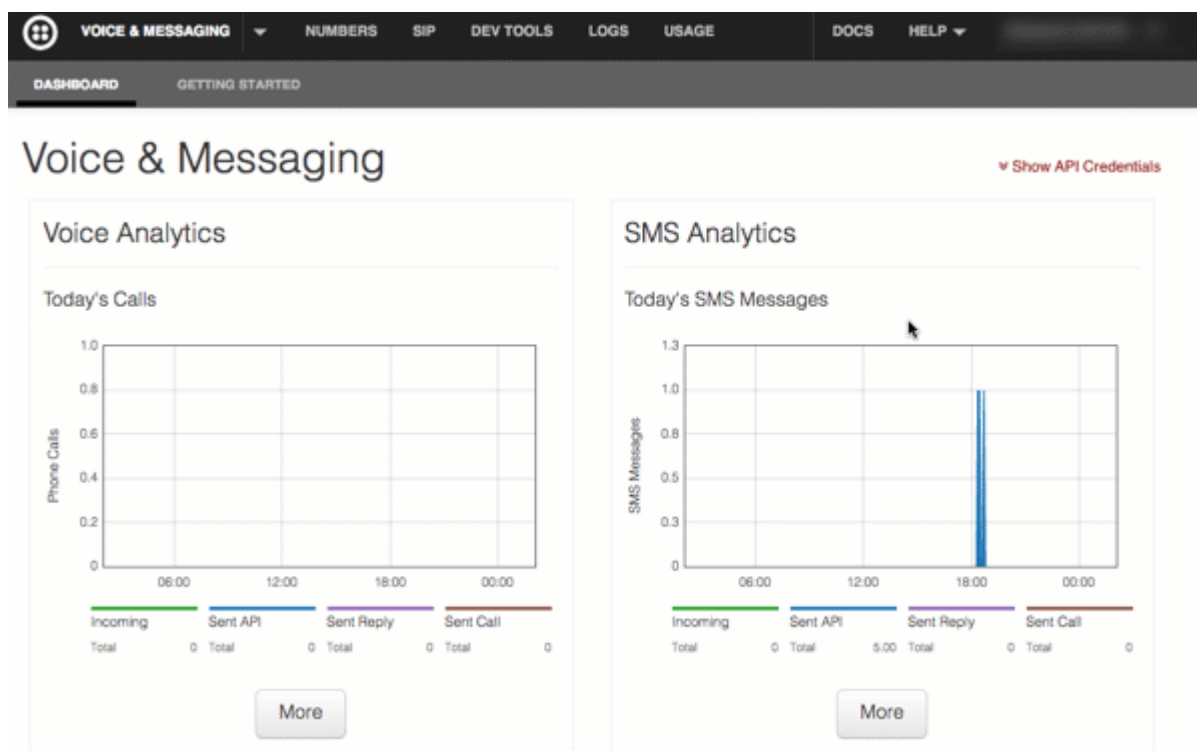 VOICE & MESSAGING NUMBERS SIP DEV TOOLS LOGS USAGE DOCS HELP
DASHBOARD GETTING STARTED
Voice & Messaging
Show API Credentials
Voice Analytics
Today's Calls
Phone Calls
1.0
0.8
0.6
0.4
0.2
0
06:00 12:00 18:00 00:00
Incoming Sent API Sent Reply Sent Call
Total 0 Total 0 Total 0 Total 0
More
SMS Analytics
Today's SMS Messages
SMS Messages
1.3
1.0
0.8
0.5
0.3
0
06:00 12:00 18:00 00:00
Incoming Sent API Sent Reply Sent Call
Total 0 Total 5.00 Total 0 Total 0
More